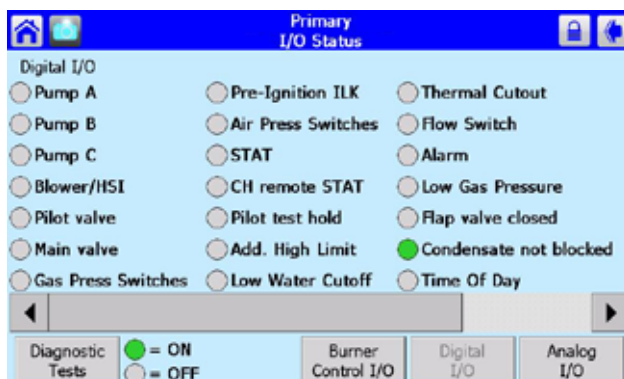 Primary
I/O Status
Digital I/O
Pump A Pre-Ignition ILK Thermal Cutout
Pump B Air Press Switches Flow Switch
Pump C STAT Alarm
Blower/HSI CH remote STAT Low Gas Pressure
Pilot valve Pilot test hold Flap valve closed
Main valve Add. High Limit Condensate not blocked
Gas Press Switches Low Water Cutoff Time Of Day
Diagnostic Tests
= ON
= OFF
Burner Control I/O
Digital I/O
Analog I/O